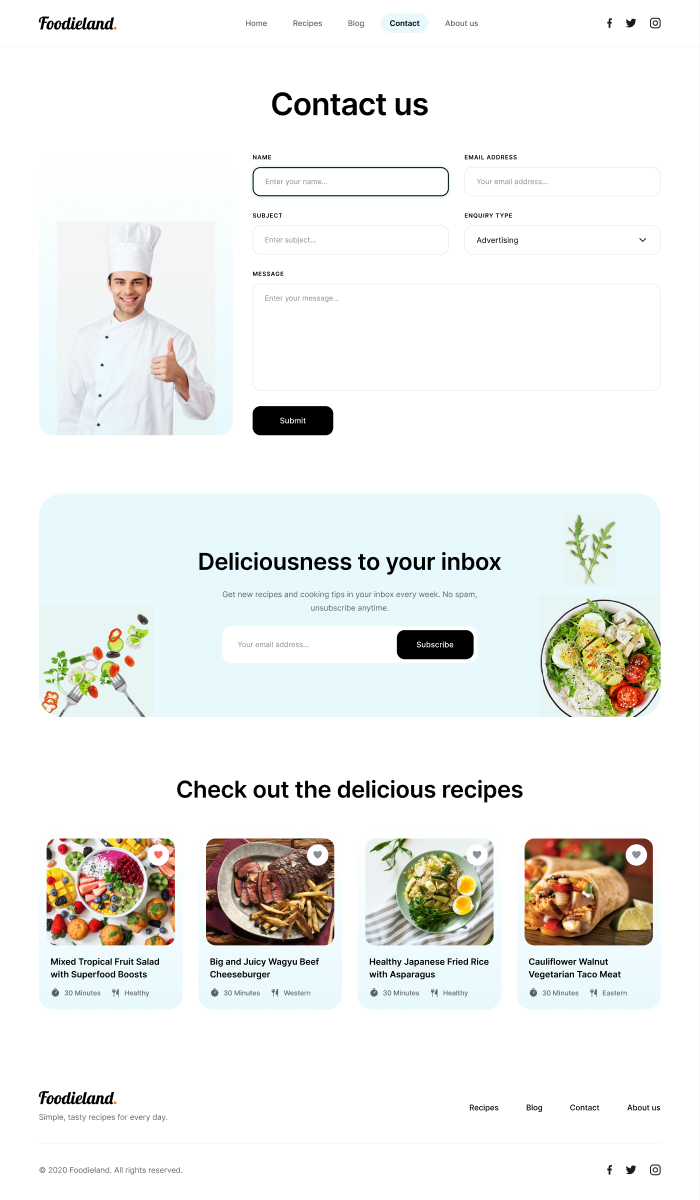 Foodieland.
Home Recipes Blog Contact About us
Contact us
NAME
EMAIL ADDRESS
Enter your name...
Your email address...
SUBJECT
ENQUIRY TYPE
Enter subject...
Advertising
MESSAGE
Enter your message...
Submit
Deliciousness to your inbox
Get new recipes and cooking tips in your inbox every week. No spam,
unsubscribe anytime.
Your email address...
Subscribe
Check out the delicious recipes
Mixed Tropical Fruit Salad
with Superfood Boosts
30 Minutes Healthy
Big and Juicy Wagyu Beef
Cheeseburger
30 Minutes Western
Healthy Japanese Fried Rice
with Asparagus
30 Minutes Healthy
Cauliflower Walnut
Vegetarian Taco Meat
30 Minutes Eastern
Foodieland.
Simple, tasty recipes for every day.
Recipes Blog Contact About us
© 2020 Foodieland. All rights reserved.